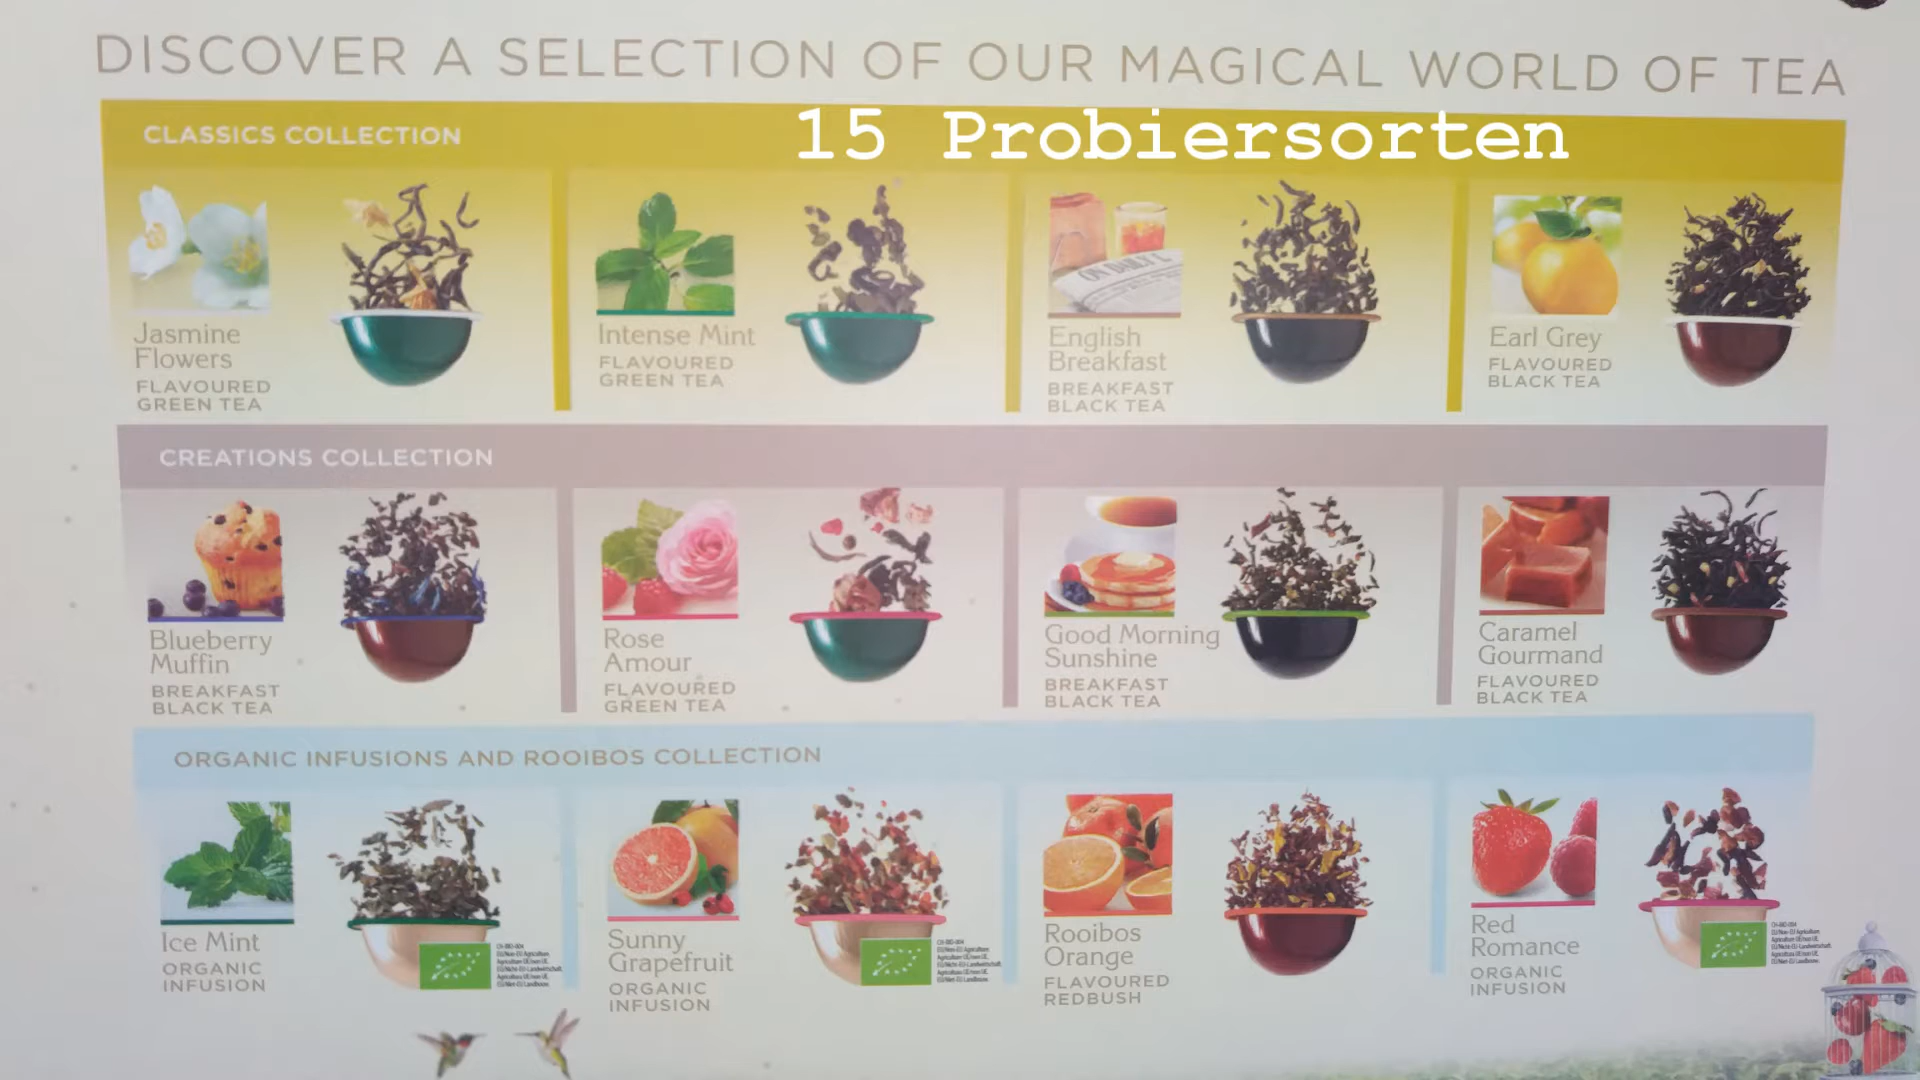 DISCOVER A SELECTION OF OUR MAGICAL WORLD OF TEA
15 Probiersorten
CLASSICS COLLECTION
Jasmine
Flowers
FLAVOURED
GREEN TEA
Intense Mint
FLAVOURED
GREEN TEA
English
Breakfast
BREAKFAST
BLACK TEA
Earl Grey
FLAVOURED
BLACK TEA
CREATIONS COLLECTION
Blueberry
Muffin
BREAKFAST
BLACK TEA
Rose
Amour
FLAVOURED
GREEN TEA
Good Morning
Sunshine
BREAKFAST
BLACK TEA
Caramel
Gourmand
FLAVOURED
BLACK TEA
ORGANIC INFUSIONS AND ROOIBOS COLLECTION
Ice Mint
ORGANIC
INFUSION
Sunny
Grapefruit
ORGANIC
INFUSION
Rooibos
Orange
FLAVOURED
REDBUSH
Red
Romance
ORGANIC
INFUSION